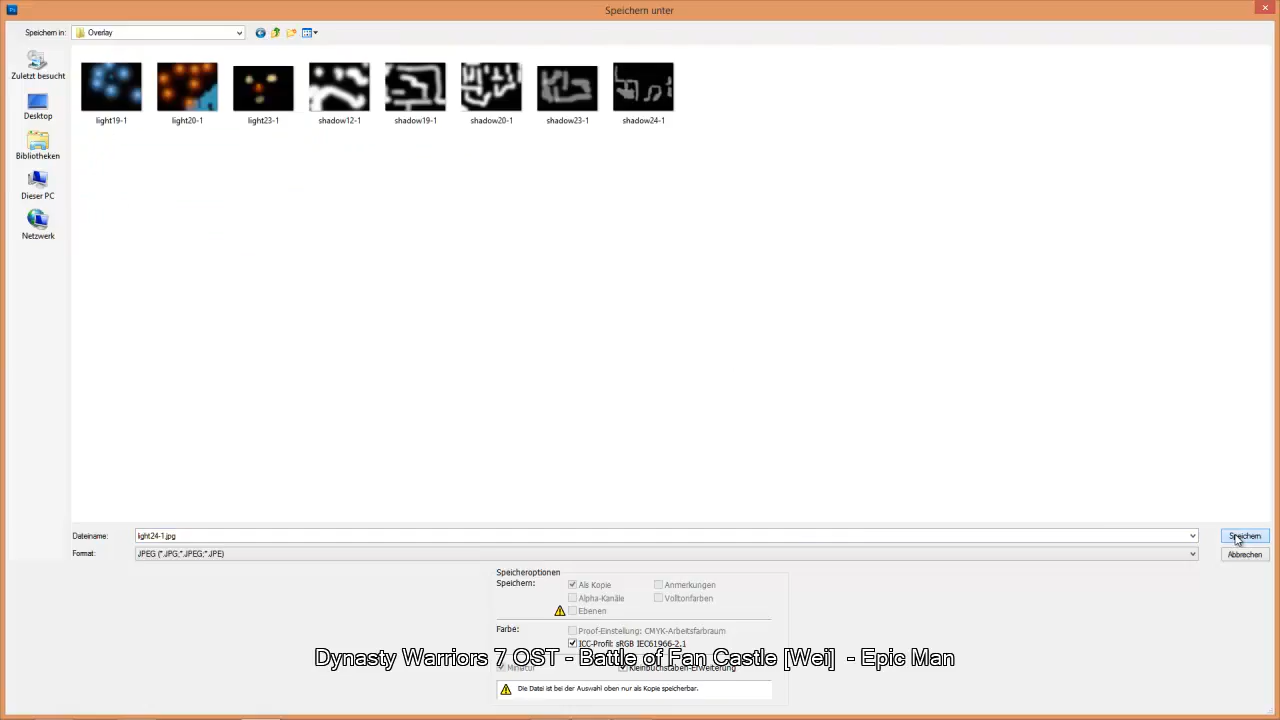 Speichern unter
Speichern in:
Overlay
Zuletzt besucht
Desktop
Bibliotheken
Dieser PC
Netzwerk
light19-1
light20-1
light23-1
shadow12-1
shadow19-1
shadow20-1
shadow23-1
shadow24-1
Dateiname:
light24-1.jpg
Speichern
Format:
JPEG (*.JPG;*.JPEG;*.JPE)
Abbrechen
Speicheroptionen
Speichern:
Als Kopie
Anmerkungen
Alpha-Kanäle
Volltonfarben
Ebenen
Farbe:
Proof-Einstellung: CMYK-Arbeitsfarbraum
ICC-Profil: sRGB IEC61966-2.1
Dynasty Warriors 7 OST - Battle of Fan Castle [Wei] - Epic Man
Miniatur
Kleinbuchstaben-Erweiterung
Die Datei ist bei der Auswahl oben nur als Kopie speicherbar.